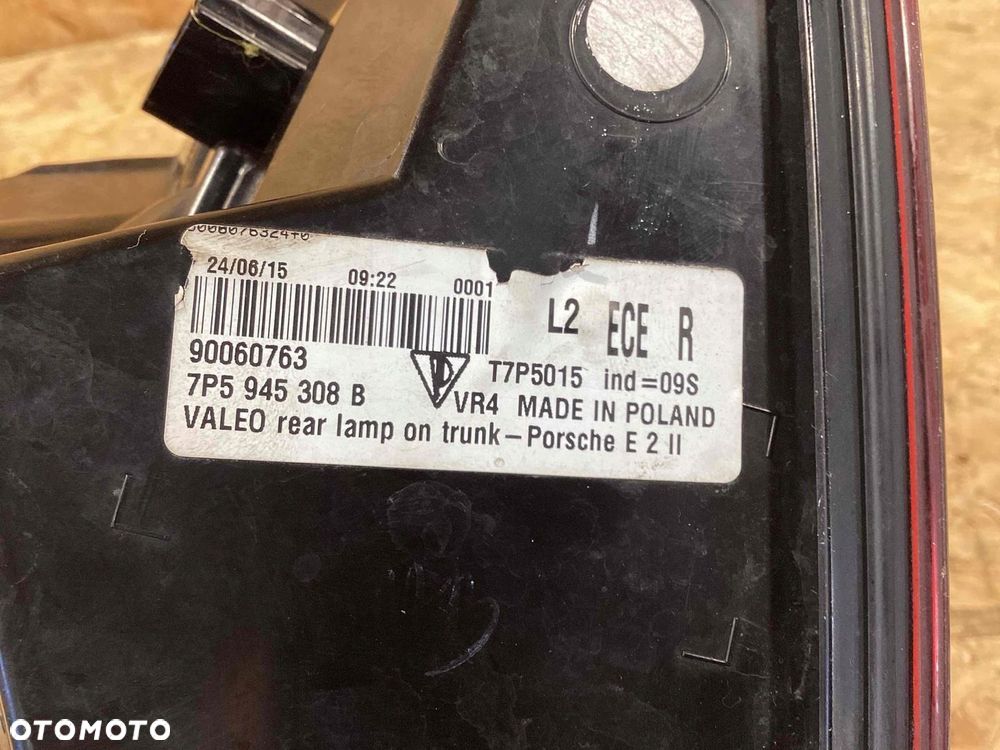 24/06/15 09:22 0001
L2 ECE R
90060763
T7P5015 ind=09S
7P5 945 308 B
VR4 MADE IN POLAND
VALEO rear lamp on trunk-Porsche E 2 II
OTOMOTO